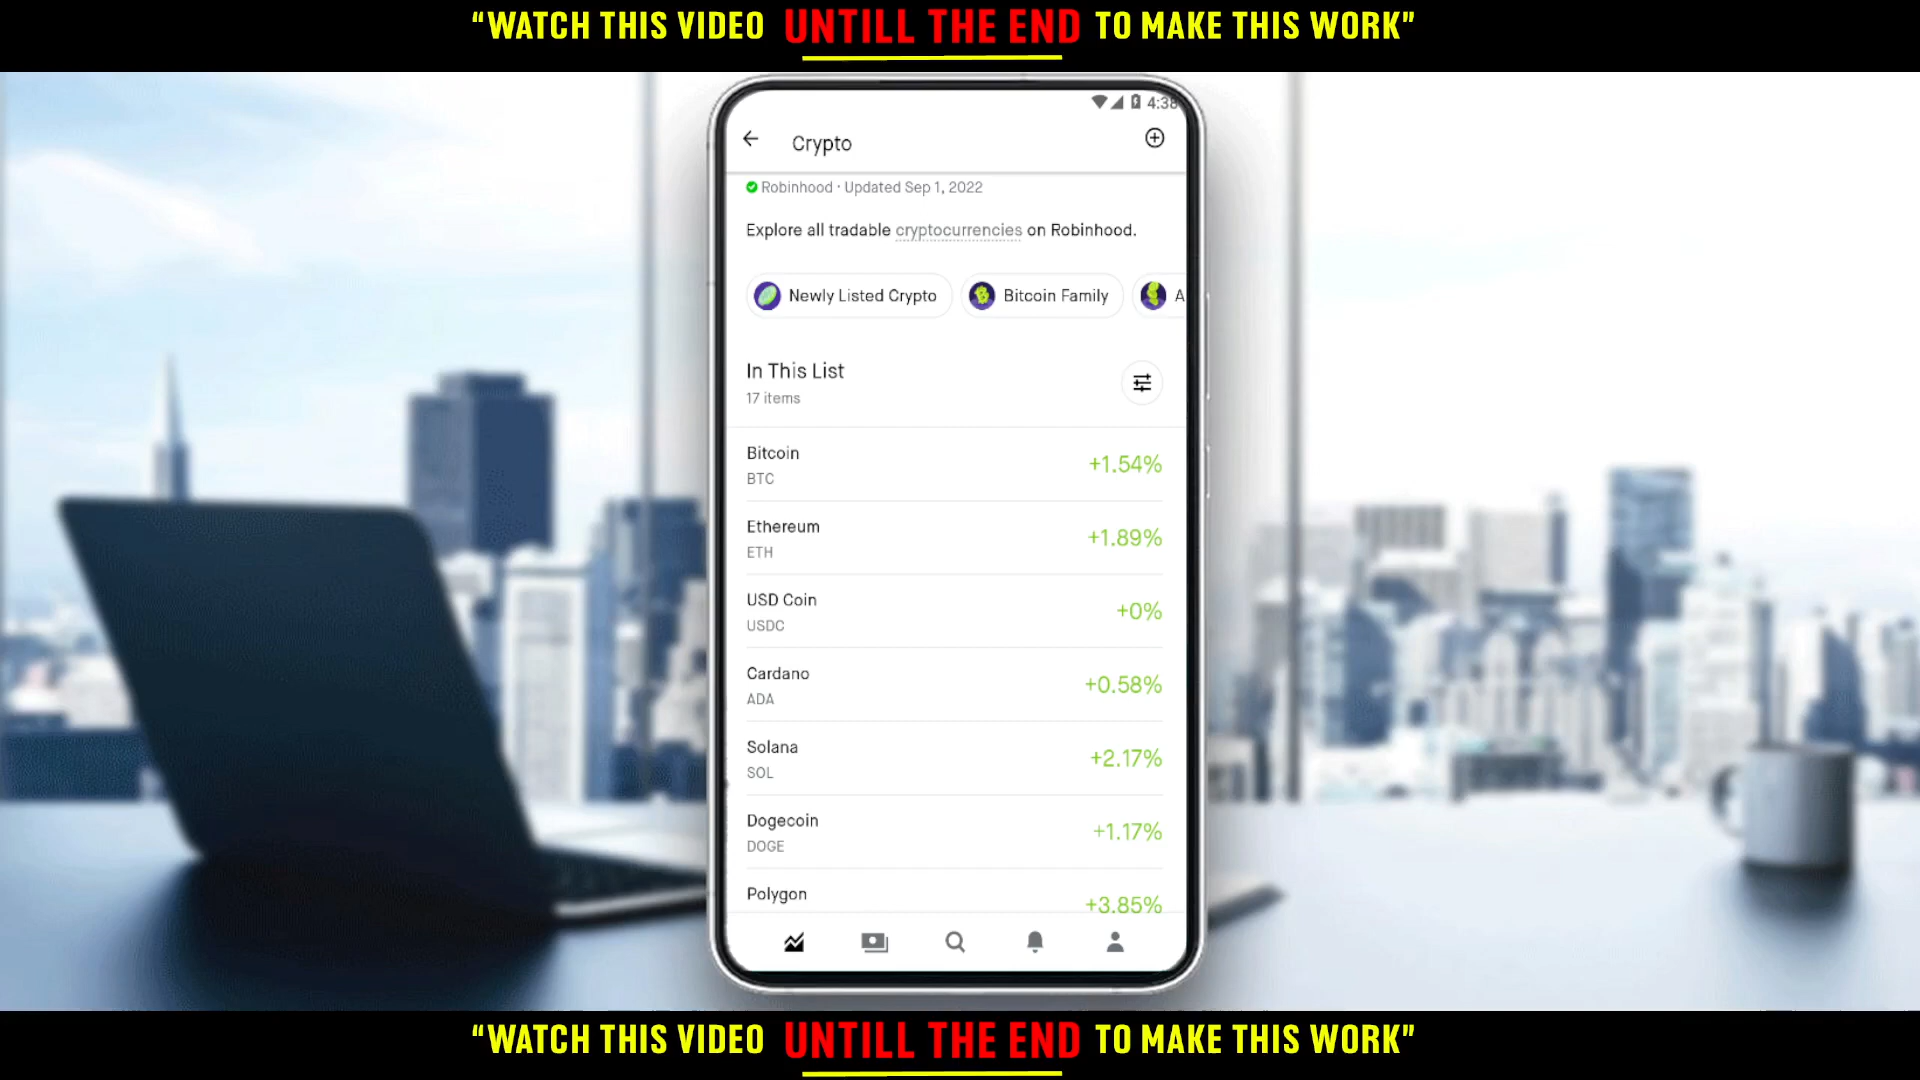 “WATCH THIS VIDEO UNTILL THE END TO MAKE THIS WORK”
4:38
Crypto
Robinhood · Updated Sep 1, 2022
Explore all tradable cryptocurrencies on Robinhood.
Newly Listed Crypto Bitcoin Family A
In This List
17 items
Bitcoin
BTC
+1.54%
Ethereum
ETH
+1.89%
USD Coin
USDC
+0%
Cardano
ADA
+0.58%
Solana
SOL
+2.17%
Dogecoin
DOGE
+1.17%
Polygon
+3.85%
“WATCH THIS VIDEO UNTILL THE END TO MAKE THIS WORK”